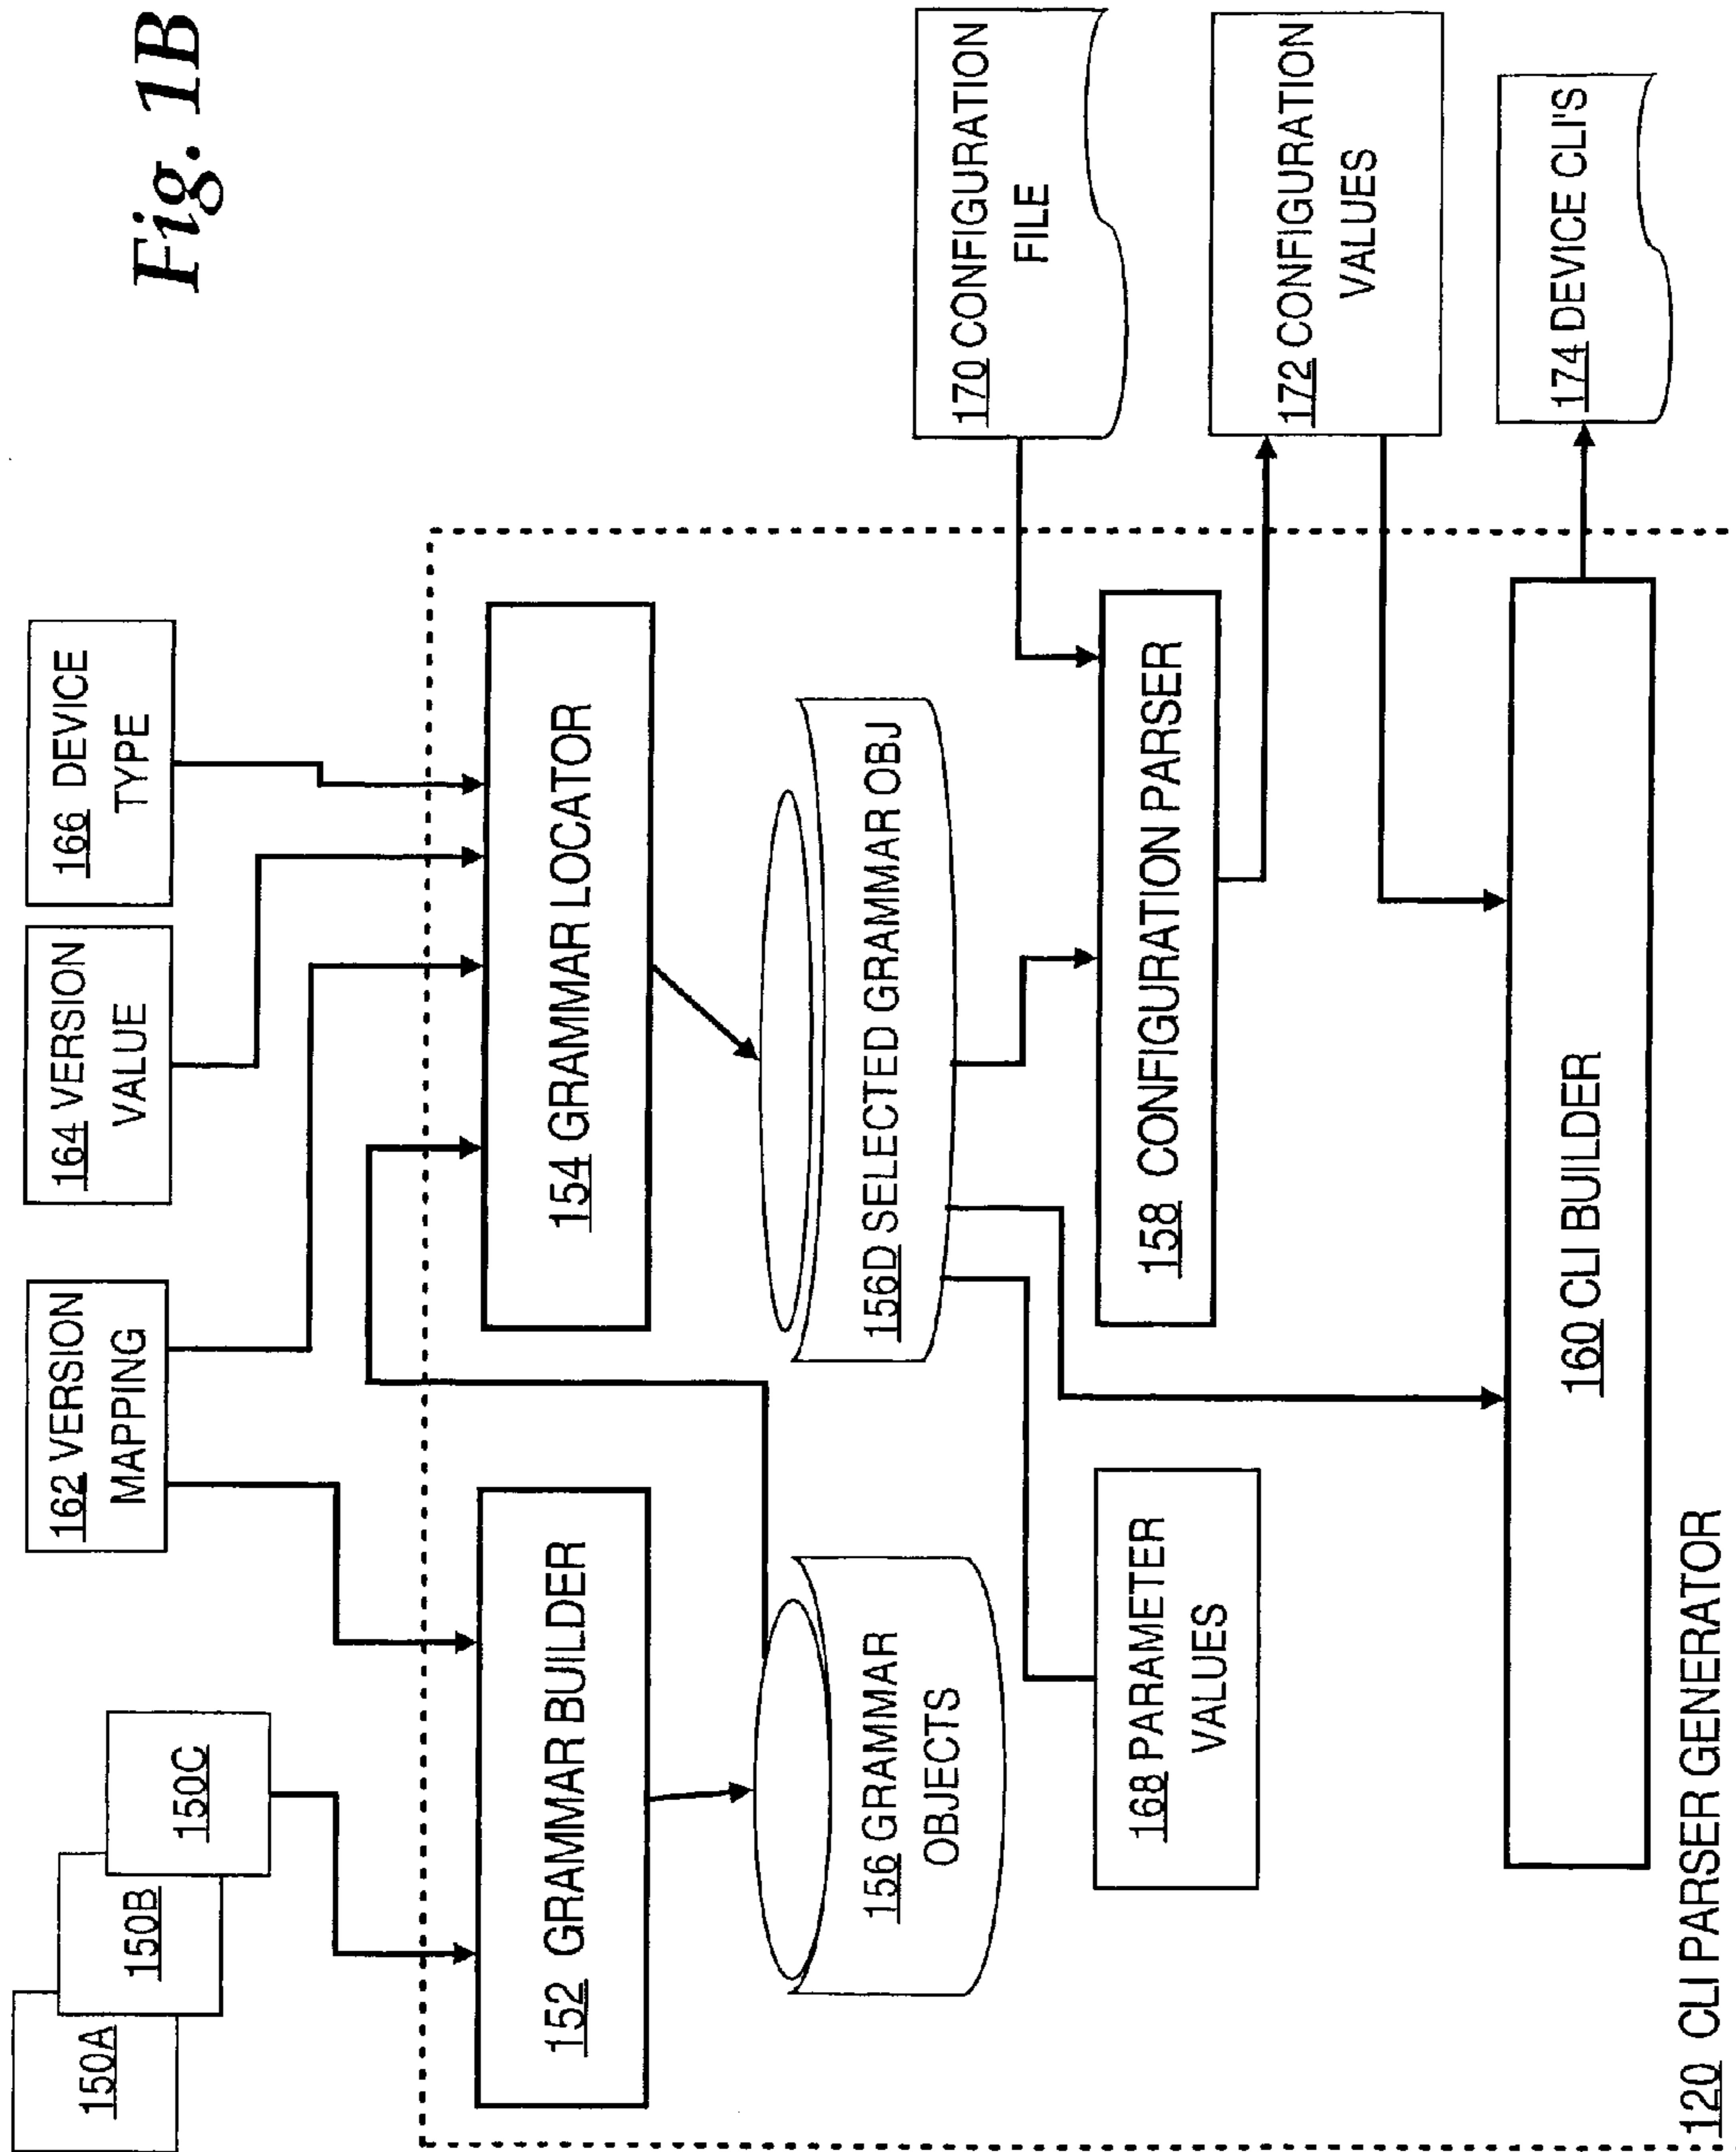 Fig. 1B
150A
150B
150C
162 VERSION
MAPPING
164 VERSION
VALUE
166 DEVICE
TYPE
152 GRAMMAR BUILDER
154 GRAMMAR LOCATOR
156 GRAMMAR
OBJECTS
156D SELECTED GRAMMAR OBJ
170 CONFIGURATION
FILE
168 PARAMETER
VALUES
158 CONFIGURATION PARSER
172 CONFIGURATION
VALUES
160 CLI BUILDER
174 DEVICE CLI'S
120 CLI PARSER GENERATOR